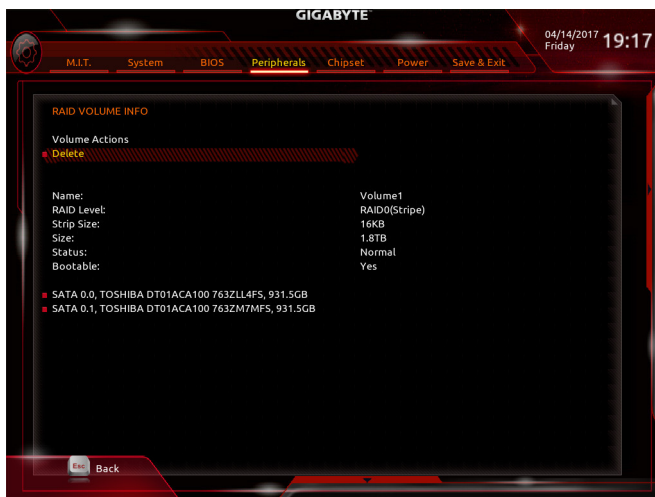 GIGABYTE
04/14/2017 19:17
Friday
M.I.T. System BIOS Peripherals Chipset Power Save & Exit
RAID VOLUME INFO
Volume Actions
Delete
Name: Volume1
RAID Level: RAID0(Stripe)
Strip Size: 16KB
Size: 1.8TB
Status: Normal
Bootable: Yes
SATA 0.0, TOSHIBA DT01ACA100 763ZLL4FS, 931.5GB
SATA 0.1, TOSHIBA DT01ACA100 763ZM7MFS, 931.5GB
Esc Back